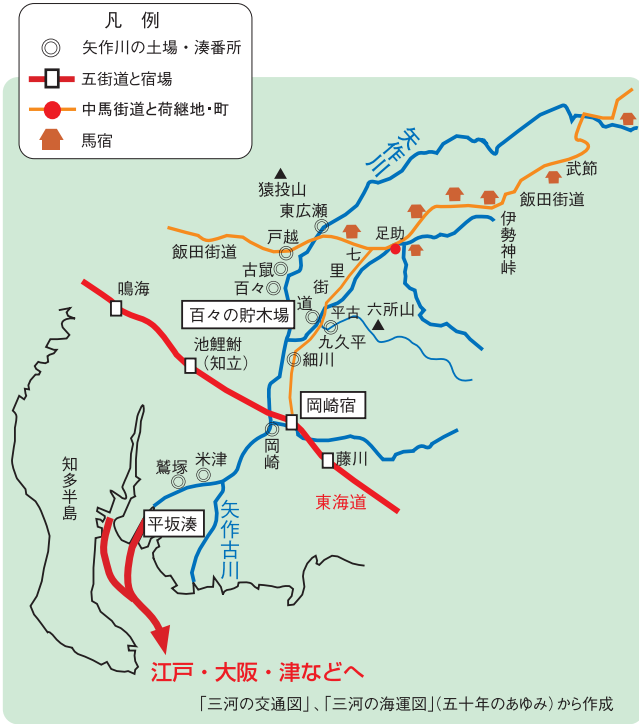 凡　例
矢作川の土場・湊番所
五街道と宿場
中馬街道と荷継地・町
馬宿
矢作川
猿投山
東広瀬
武節
飯田街道
伊勢神峠
足助
戸越
飯田街道
古鼠
百々
七里街道
鳴海
百々の貯木場
平古
六所山
九久平
池鯉鮒
(知立)
細川
岡崎宿
岡崎
藤川
米津
鷲塚
知多半島
東海道
平坂湊
矢作古川
江戸・大阪・津などへ
「三河の交通図」、「三河の海運図」(五十年のあゆみ)から作成